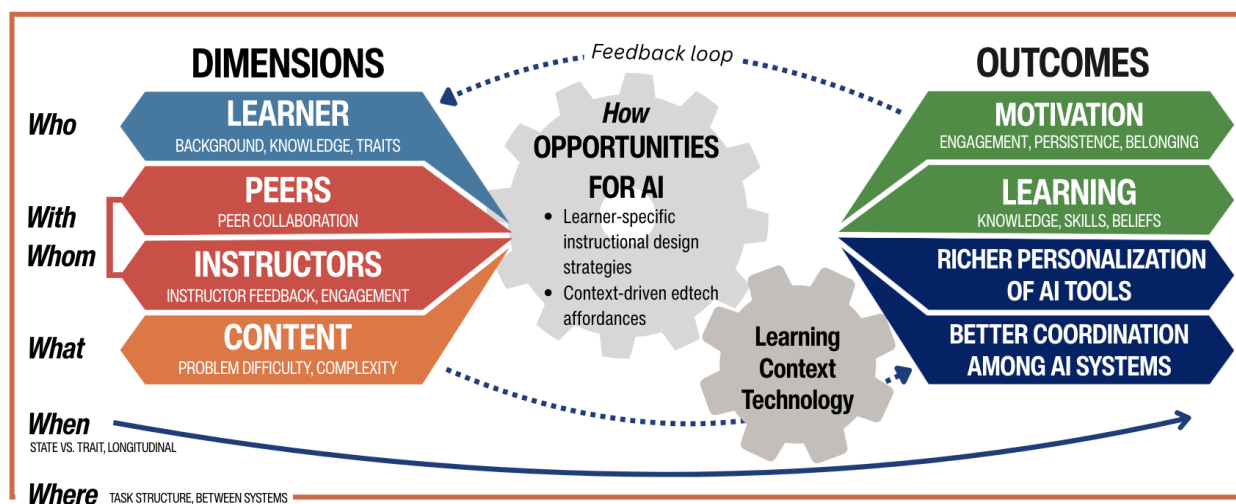 DIMENSIONS
Feedback loop
OUTCOMES
Who
LEARNER
BACKGROUND, KNOWLEDGE, TRAITS
With
Whom
PEERS
PEER COLLABORATION
INSTRUCTORS
INSTRUCTOR FEEDBACK, ENGAGEMENT
What
CONTENT
PROBLEM DIFFICULTY, COMPLEXITY
How
OPPORTUNITIES
FOR AI
• Learner-specific
instructional design
strategies
• Context-driven edtech
affordances
Learning
Context
Technology
MOTIVATION
ENGAGEMENT, PERSISTENCE, BELONGING
LEARNING
KNOWLEDGE, SKILLS, BELIEFS
RICHER PERSONALIZATION
OF AI TOOLS
BETTER COORDINATION
AMONG AI SYSTEMS
When
STATE VS. TRAIT, LONGITUDINAL
Where TASK STRUCTURE, BETWEEN SYSTEMS